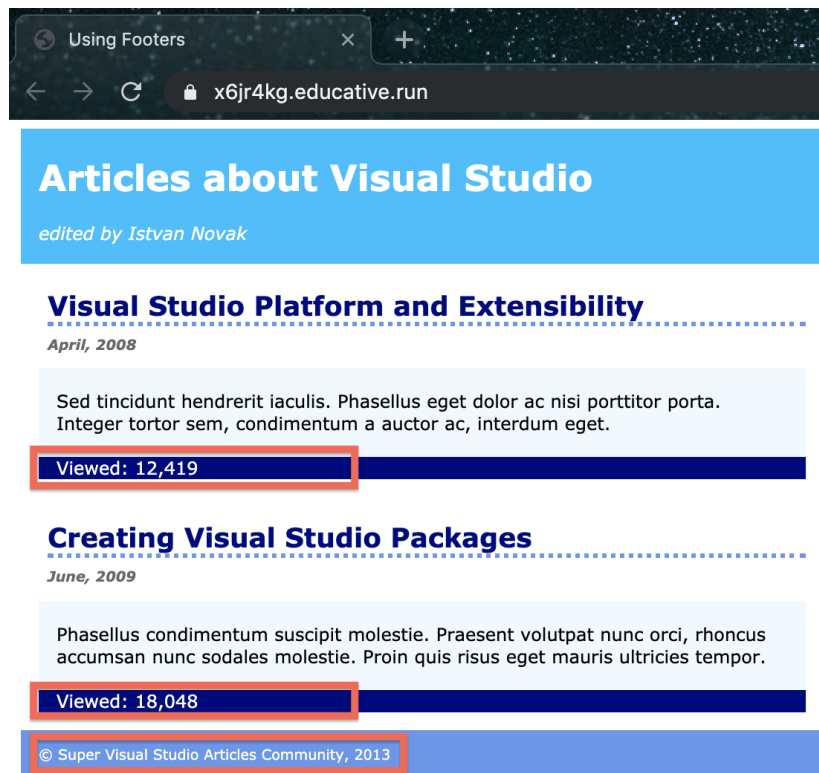 Using Footers
x6jr4kg.educative.run
Articles about Visual Studio
edited by Istvan Novak
Visual Studio Platform and Extensibility
April, 2008
Sed tincidunt hendrerit iaculis. Phasellus eget dolor ac nisi porttitor porta.
Integer tortor sem, condimentum a auctor ac, interdum eget.
Viewed: 12,419
Creating Visual Studio Packages
June, 2009
Phasellus condimentum suscipit molestie. Praesent volutpat nunc orci, rhoncus
accumsan nunc sodales molestie. Proin quis risus eget mauris ultricies tempor.
Viewed: 18,048
© Super Visual Studio Articles Community, 2013